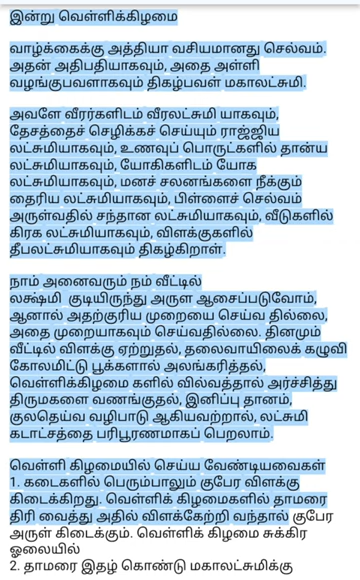 இன்று வெள்ளிக்கிழமை
வாழ்க்கைக்கு அத்தியா வசியமானது செல்வம்.
அதன் அதிபதியாகவும், அதை அள்ளி
வழங்குபவளாகவும் திகழ்பவள் மகாலட்சுமி.
அவளே வீரர்களிடம் வீரலட்சுமி யாகவும்,
தேசத்தைச் செழிக்கச் செய்யும் ராஜ்ஜிய
லட்சுமியாகவும், உணவுப் பொருட்களில் தான்ய
லட்சுமியாகவும், யோகிகளிடம் யோக
லட்சுமியாகவும், மனச் சலனங்களை நீக்கும்
தைரிய லட்சுமியாகவும், பிள்ளைச் செல்வம்
அருள்வதில் சந்தான லட்சுமியாகவும், வீடுகளில்
கிரக லட்சுமியாகவும், விளக்குகளில்
தீபலட்சுமியாகவும் திகழ்கிறாள்.
நாம் அனைவரும் நம் வீட்டில்
லக்ஷ்மி குடியிருந்து அருள ஆசைப்படுவோம்,
ஆனால் அதற்குரிய முறையை செய்வ தில்லை,
அதை முறையாகவும் செய்வதில்லை. தினமும்
வீட்டில் விளக்கு ஏற்றுதல், தலைவாயிலைக் கழுவி
கோலமிட்டு பூக்களால் அலங்கரித்தல்,
வெள்ளிக்கிழமை களில் வில்வத்தால் அர்ச்சித்து
திருமகளை வணங்குதல், இனிப்பு தானம்,
குலதெய்வ வழிபாடு ஆகியவற்றால், லட்சுமி
கடாட்சத்தை பரிபூரணமாகப் பெறலாம்.
வெள்ளி கிழமையில் செய்ய வேண்டியவைகள்
1. கடைகளில் பெரும்பாலும் குபேர விளக்கு
கிடைக்கிறது. வெள்ளிக் கிழமைகளில் தாமரை
திரி வைத்து அதில் விளக்கேற்றி வந்தால் குபேர
அருள் கிடைக்கும். வெள்ளிக் கிழமை சுக்கிர
ஓலையில்
2. தாமரை இதழ் கொண்டு மகாலட்சுமிக்கு